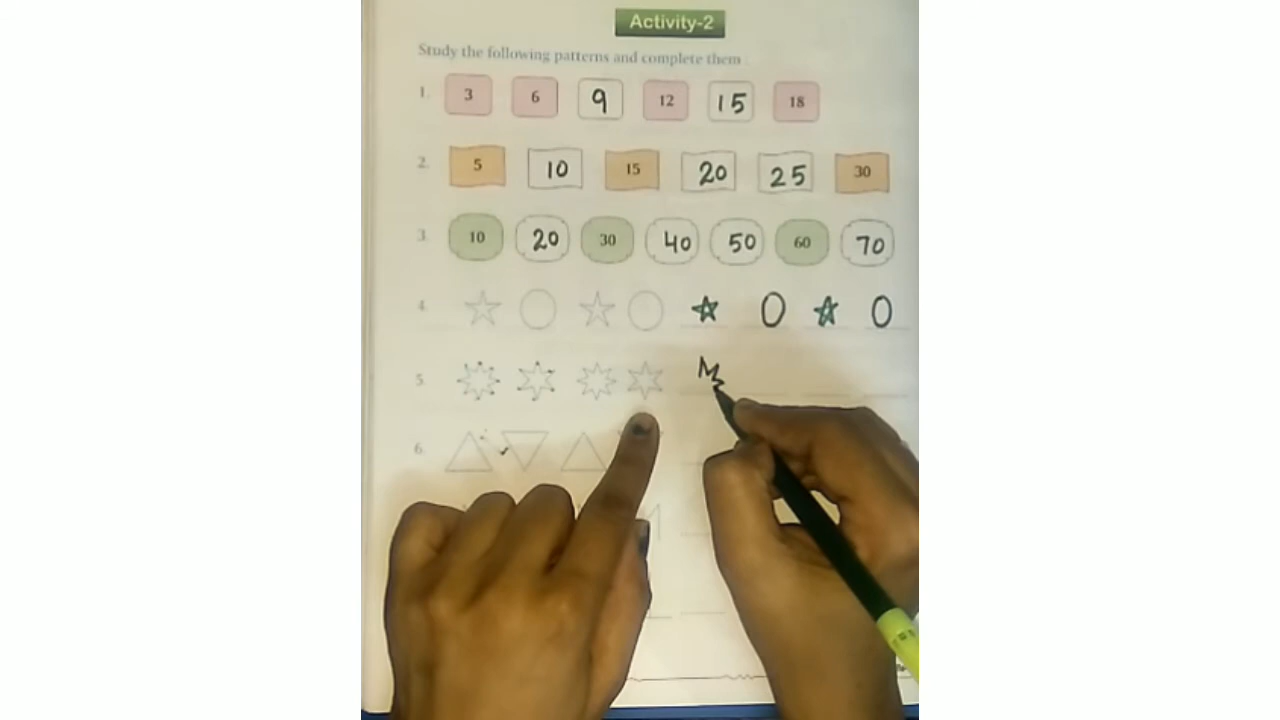 Activity-2
Study the following patterns and complete them
1. 3 6 9 12 15 18
2. 5 10 15 20 25 30
3. 10 20 30 40 50 60 70
4.
5.
6.